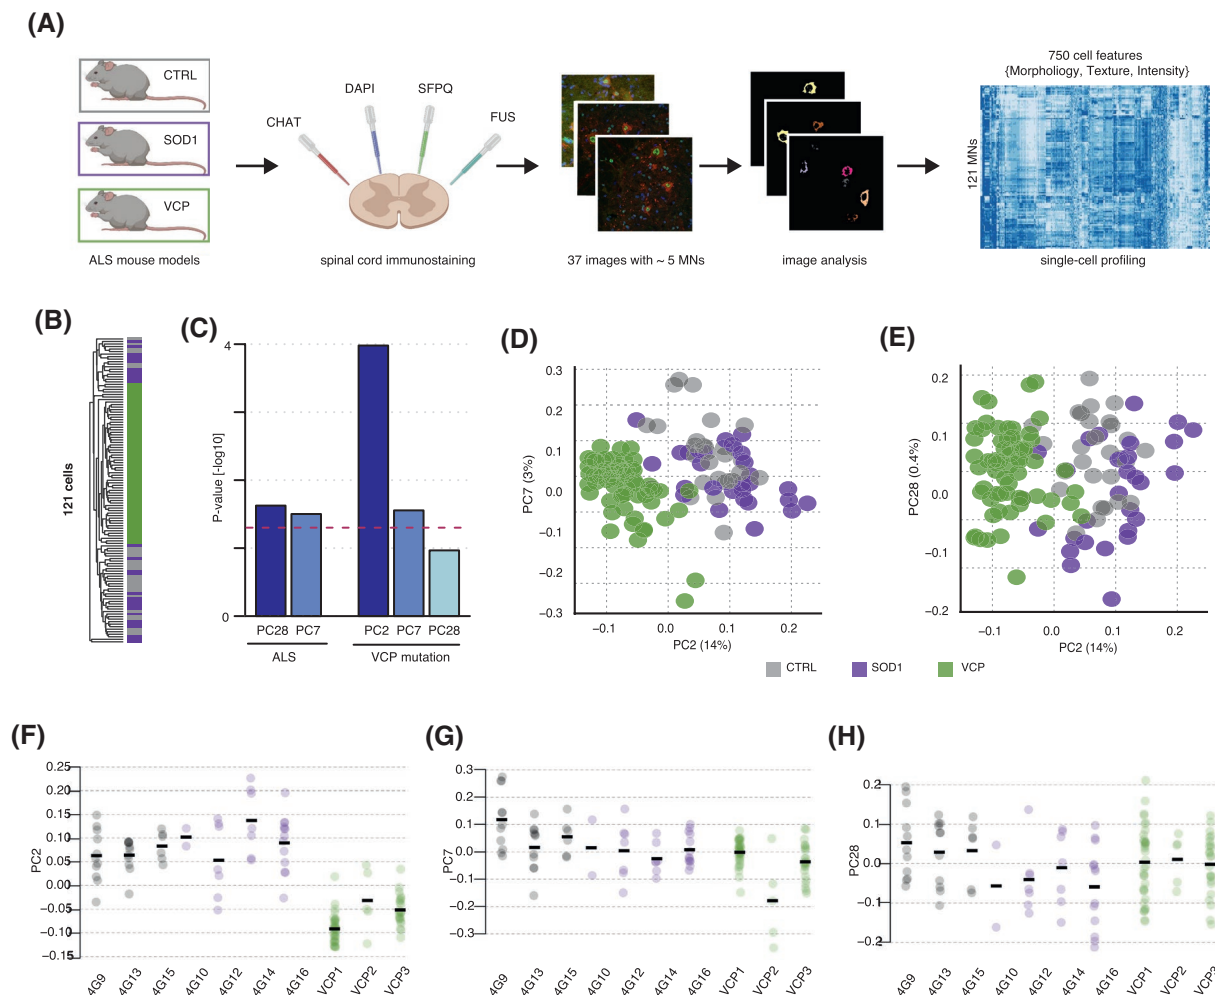 (A)
CTRL
SOD1
VCP
ALS mouse models
CHAT
DAPI
SFPQ
FUS
spinal cord immunostaining
37 images with ~ 5 MNs
image analysis
750 cell features
{Morpholiogy, Texture, Intensity}
121 MNs
single-cell profiling
(B)
121 cells
(C)
P-value [-log10]
4
0
PC28 PC7 PC2 PC7 PC28
ALS VCP mutation
(D)
PC7 (3%)
0.3
0.2
0.1
0.0
−0.1
−0.2
−0.3
−0.1 0.0 0.1 0.2
PC2 (14%)
(E)
PC28 (0.4%)
0.2
0.1
0.0
−0.1
−0.2
−0.1 0.0 0.1 0.2
PC2 (14%)
CTRL SOD1 VCP
(F)
PC2
0.25
0.20
0.15
0.10
0.05
0.00
−0.05
−0.10
−0.15
4G9 4G13 4G15 4G10 4G12 4G14 4G16 VCP1 VCP2 VCP3
(G)
PC7
0.3
0.2
0.1
0.0
−0.1
−0.2
−0.3
4G9 4G13 4G15 4G10 4G12 4G14 4G16 VCP1 VCP2 VCP3
(H)
PC28
0.2
0.1
0.0
−0.1
−0.2
4G9 4G13 4G15 4G10 4G12 4G14 4G16 VCP1 VCP2 VCP3